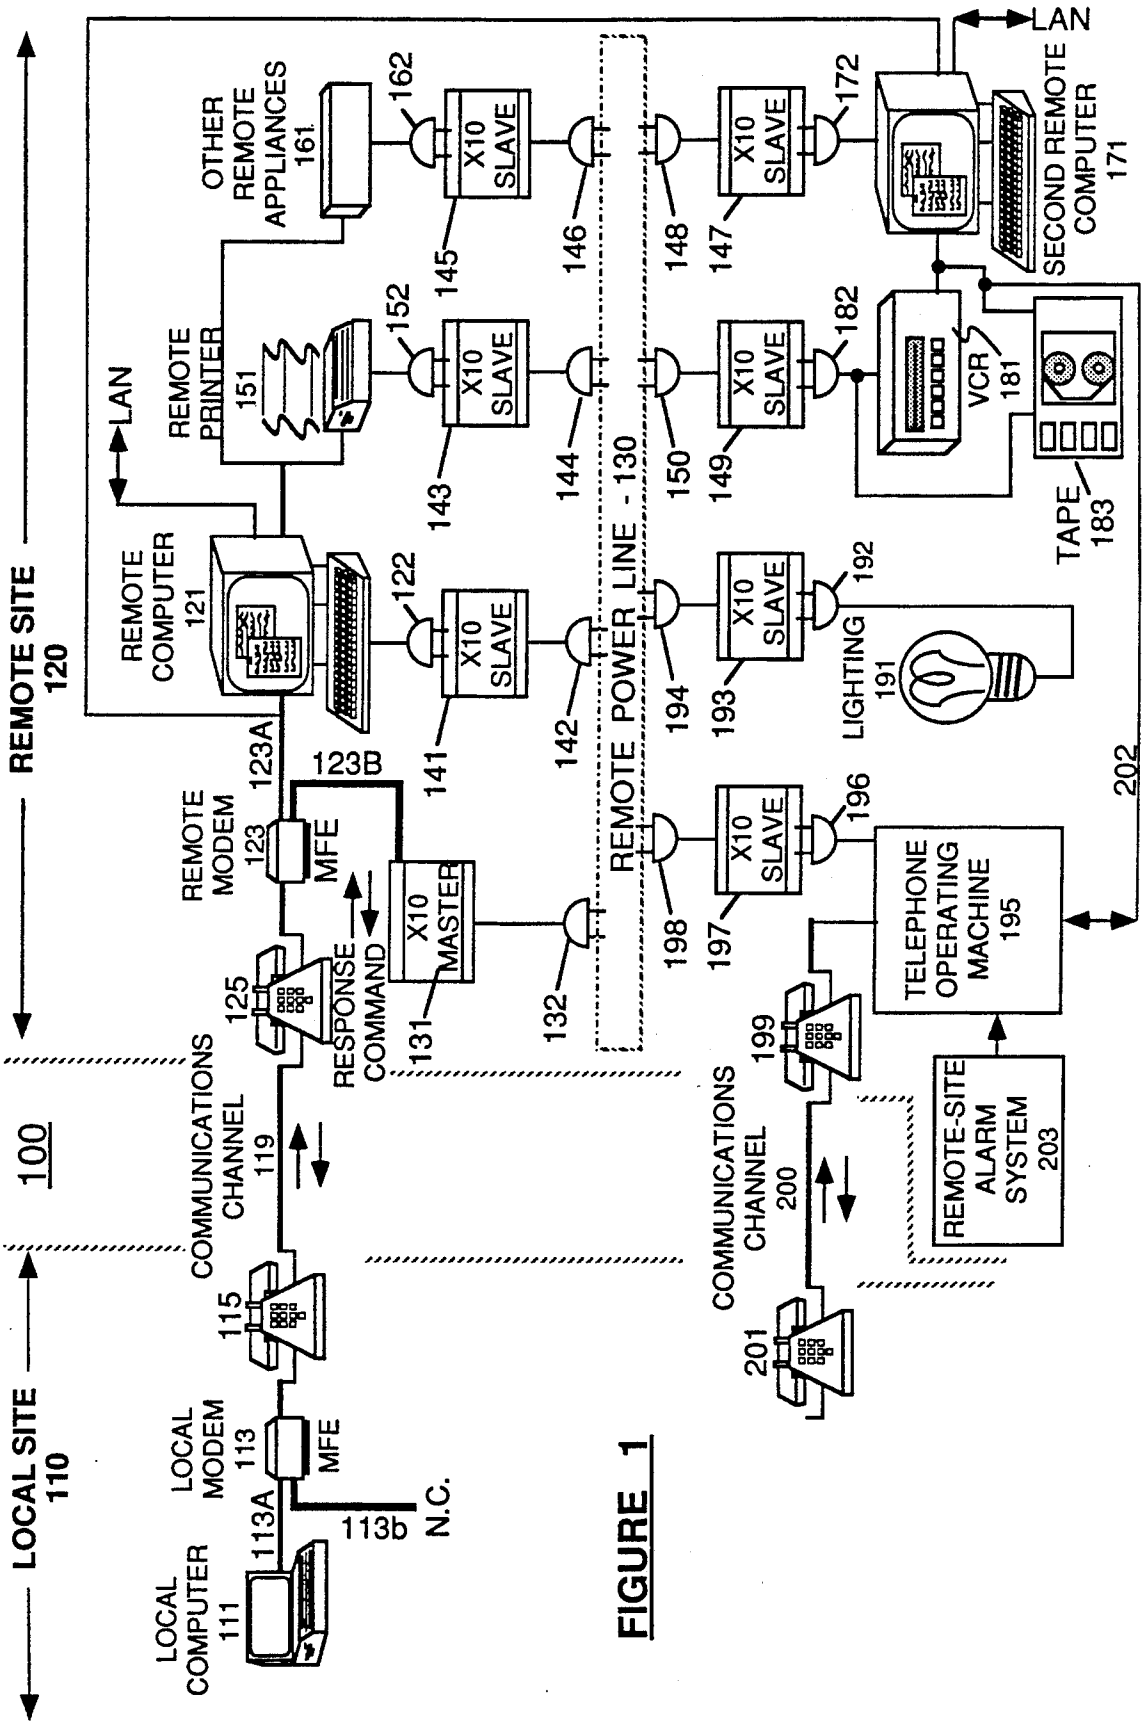 LOCAL SITE
110
100
REMOTE SITE
120
LOCAL
COMPUTER
111
113A
LOCAL
MODEM
113
MFE
113b
N.C.
115
COMMUNICATIONS
CHANNEL
119
125
RESPONSE
COMMAND
REMOTE
MODEM
123
MFE
123A
123B
X10
MASTER
131
132
REMOTE
COMPUTER
121
LAN
122
X10
SLAVE
141
142
REMOTE
PRINTER
151
152
X10
SLAVE
143
144
OTHER
REMOTE
APPLIANCES
161
162
X10
SLAVE
145
146
REMOTE POWER LINE - 130
198
X10
SLAVE
197
196
194
X10
SLAVE
193
192
150
X10
SLAVE
149
182
148
X10
SLAVE
147
172
LIGHTING
191
VCR
181
TAPE
183
LAN
SECOND REMOTE
COMPUTER
171
TELEPHONE
OPERATING
MACHINE
195
202
199
COMMUNICATIONS
CHANNEL
200
201
REMOTE-SITE
ALARM
SYSTEM
203
FIGURE 1